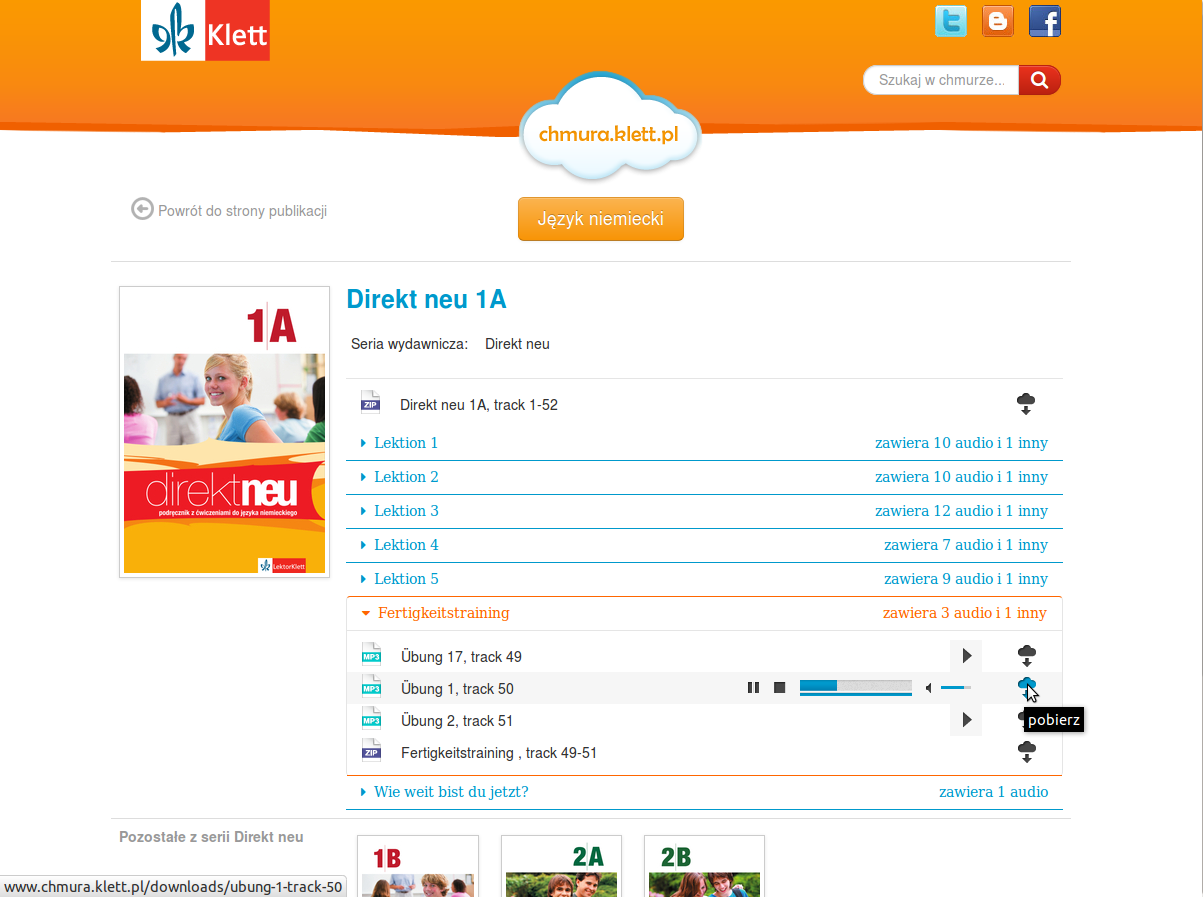 Klett
Szukaj w chmurze...
chmura.klett.pl
Powrót do strony publikacji
Język niemiecki
1A
direktneu
podręcznik z ćwiczeniami do języka niemieckiego
LektorKlett
Direkt neu 1A
Seria wydawnicza: Direkt neu
ZIP Direkt neu 1A, track 1-52
Lektion 1 zawiera 10 audio i 1 inny
Lektion 2 zawiera 10 audio i 1 inny
Lektion 3 zawiera 12 audio i 1 inny
Lektion 4 zawiera 7 audio i 1 inny
Lektion 5 zawiera 9 audio i 1 inny
Fertigkeitstraining zawiera 3 audio i 1 inny
MP3 Übung 17, track 49
MP3 Übung 1, track 50
MP3 Übung 2, track 51
pobierz
ZIP Fertigkeitstraining , track 49-51
Wie weit bist du jetzt? zawiera 1 audio
Pozostałe z serii Direkt neu
1B 2A 2B
www.chmura.klett.pl/downloads/ubung-1-track-50